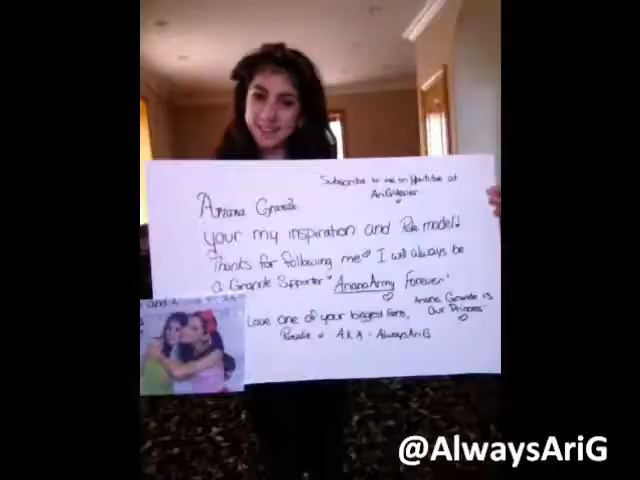 Subscribe to me on Youtube at
AriG4ever
Ariana Grande
your my inspiration and Role model!
Thanks for following me I will always be
a Grande Supporter "ArianaArmy Forever"
Love one of your biggest fans,
Ariana Grande is
Our Princess
A.K.A - AlwaysAriG
@AlwaysAriG